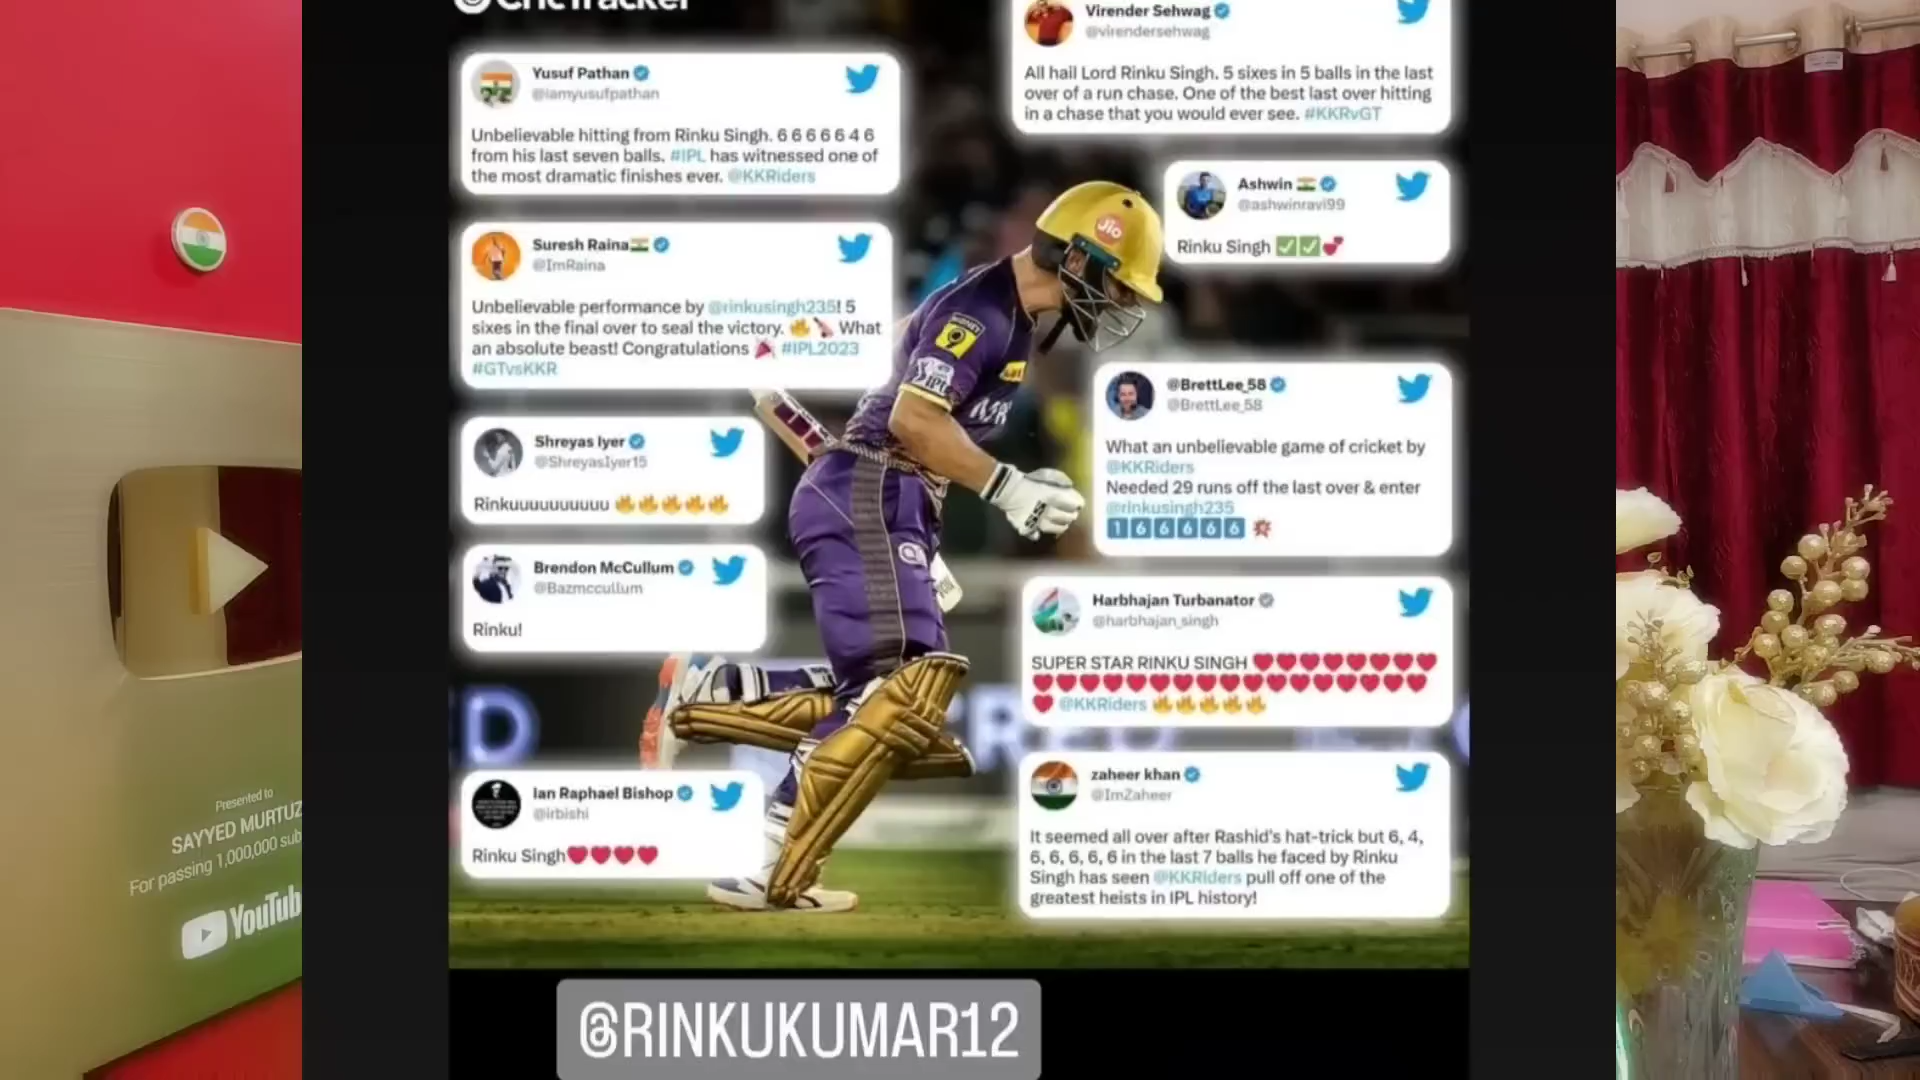 CricTracker
Yusuf Pathan
@iamyusufpathan
Unbelievable hitting from Rinku Singh. 6 6 6 6 6 4 6
from his last seven balls. #IPL has witnessed one of
the most dramatic finishes ever. @KKRiders
Suresh Raina
@ImRaina
Unbelievable performance by @rinkusingh235! 5
sixes in the final over to seal the victory. 🔥🏏 What
an absolute beast! Congratulations 🎉 #IPL2023
#GTvsKKR
Shreyas Iyer
@ShreyasIyer15
Rinkuuuuuuuuuu 🔥🔥🔥🔥🔥
Brendon McCullum
@Bazmccullum
Rinku!
Ian Raphael Bishop
@irbishi
Rinku Singh❤❤❤❤
Virender Sehwag
@virendersehwag
All hail Lord Rinku Singh. 5 sixes in 5 balls in the last
over of a run chase. One of the best last over hitting
in a chase that you would ever see. #KKRvGT
Ashwin 🇮🇳
@ashwinravi99
Rinku Singh ✅✅💕
@BrettLee_58
@BrettLee_58
What an unbelievable game of cricket by
@KKRiders
Needed 29 runs off the last over & enter
@rinkusingh235
1 6 6 6 6 6 💥
Harbhajan Turbanator
@harbhajan_singh
SUPER STAR RINKU SINGH ❤❤❤❤❤❤❤❤
❤❤❤❤❤❤❤❤❤❤❤❤❤❤❤❤❤
❤ @KKRiders 🔥🔥🔥🔥🔥
zaheer khan
@ImZaheer
It seemed all over after Rashid's hat-trick but 6, 4,
6, 6, 6, 6, 6 in the last 7 balls he faced by Rinku
Singh has seen @KKRiders pull off one of the
greatest heists in IPL history!
Jio
IPL
SS
@RINKUKUMAR12
Presented to
SAYYED MURTUZ
For passing 1,000,000 sub
YouTub